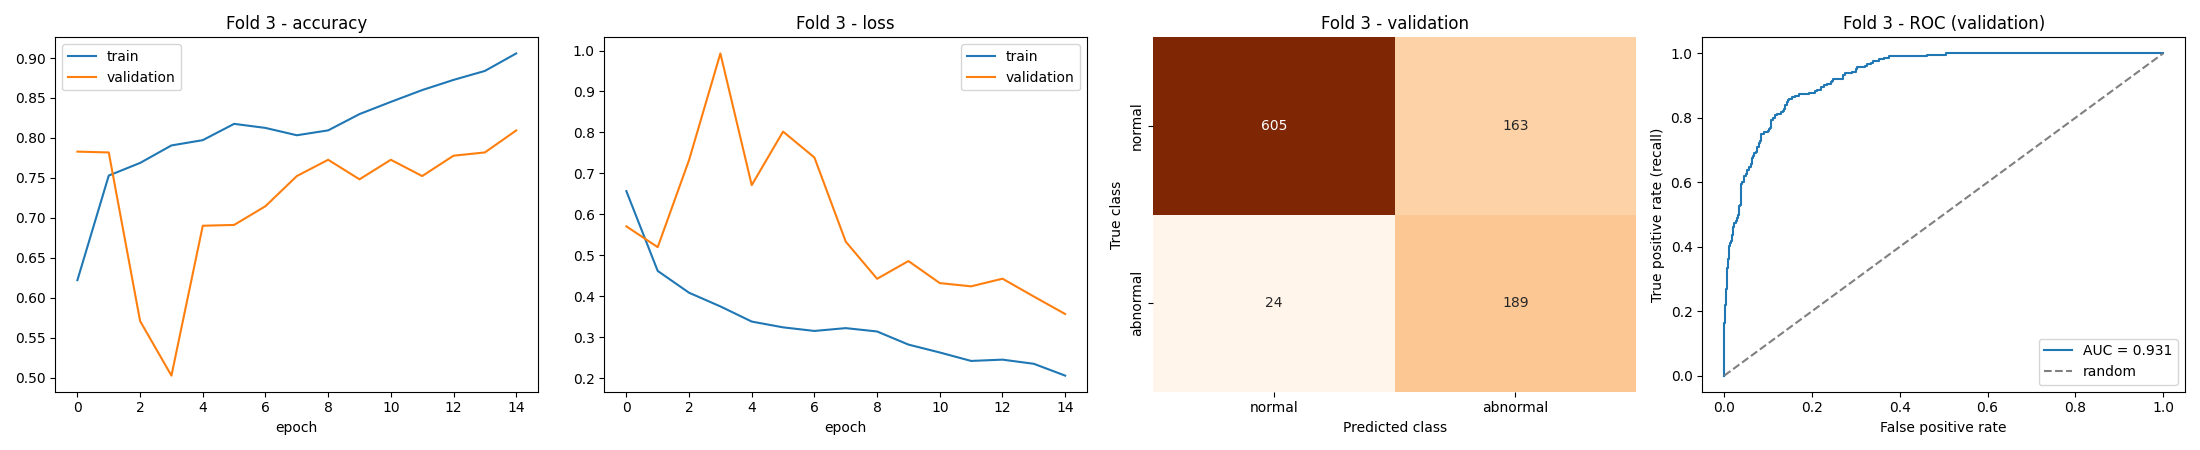 Fold 3 - accuracy
train
validation
0.90
0.85
0.80
0.75
0.70
0.65
0.60
0.55
0.50
0 2 4 6 8 10 12 14
epoch
Fold 3 - loss
train
validation
1.0
0.9
0.8
0.7
0.6
0.5
0.4
0.3
0.2
0 2 4 6 8 10 12 14
epoch
Fold 3 - validation
True class
normal
abnormal
605 163
24 189
normal abnormal
Predicted class
Fold 3 - ROC (validation)
True positive rate (recall)
1.0
0.8
0.6
0.4
0.2
0.0
AUC = 0.931
random
0.0 0.2 0.4 0.6 0.8 1.0
False positive rate